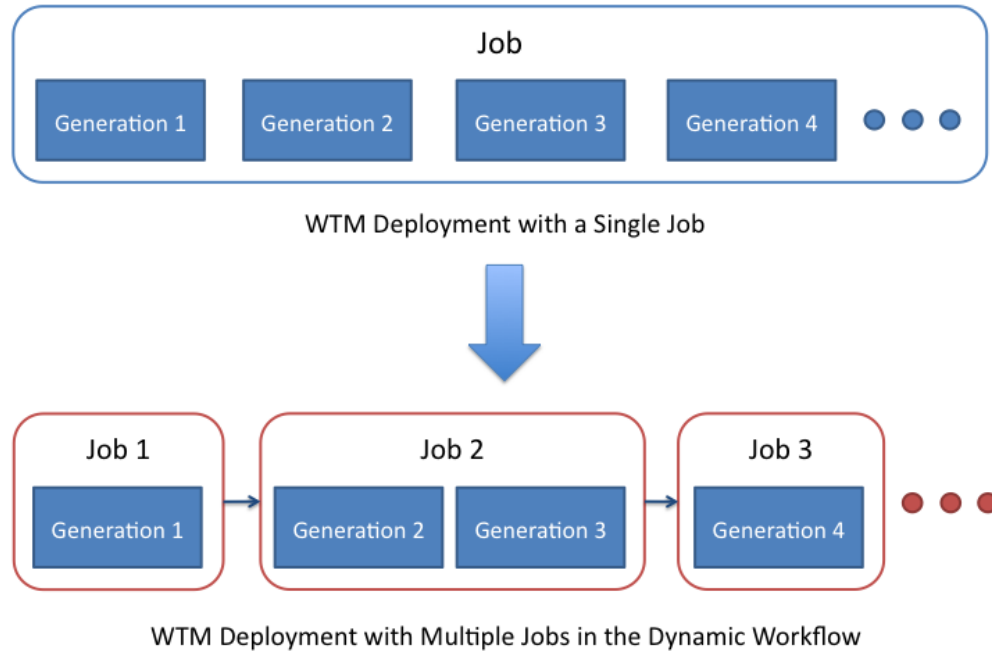 Job
Generation 1
Generation 2
Generation 3
Generation 4
WTM Deployment with a Single Job
Job 1
Job 2
Job 3
Generation 1
Generation 2
Generation 3
Generation 4
WTM Deployment with Multiple Jobs in the Dynamic Workflow